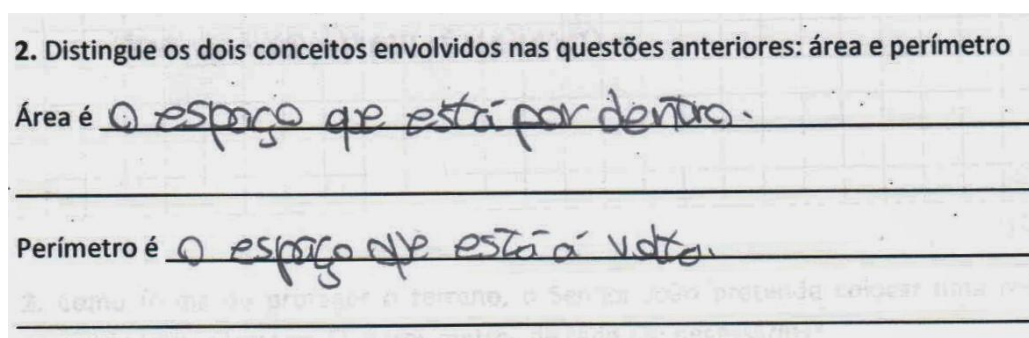 2. Distingue os dois conceitos envolvidos nas questões anteriores: área e perímetro
Área é O espaço que está por dentro.
Perímetro é O espaço que está á volta.